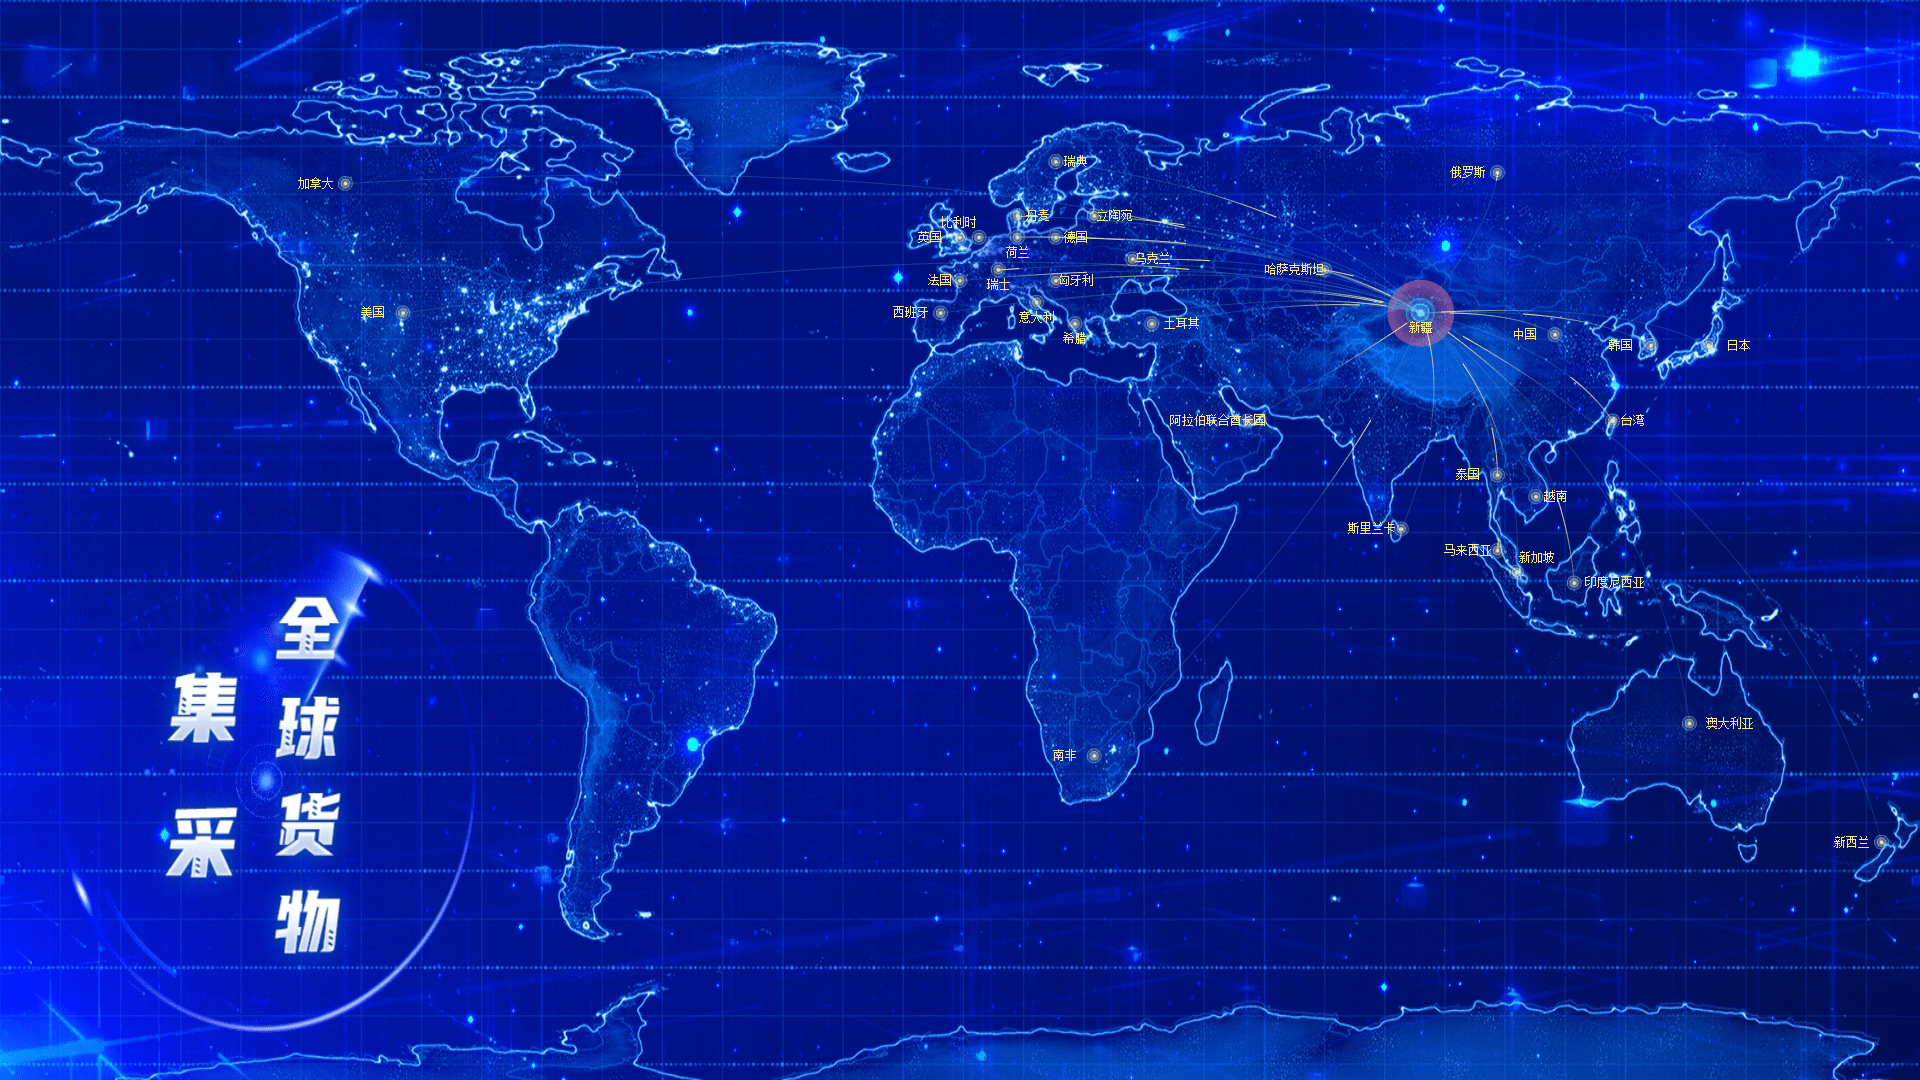 加拿大
美国
瑞典
丹麦
立陶宛
比利时
英国
德国
荷兰
乌克兰
法国
瑞士
匈牙利
西班牙
意大利
希腊
土耳其
俄罗斯
哈萨克斯坦
新疆
中国
韩国
日本
阿拉伯联合酋长国
台湾
泰国
越南
斯里兰卡
马来西亚
新加坡
印度尼西亚
南非
澳大利亚
新西兰
全球货物
集采